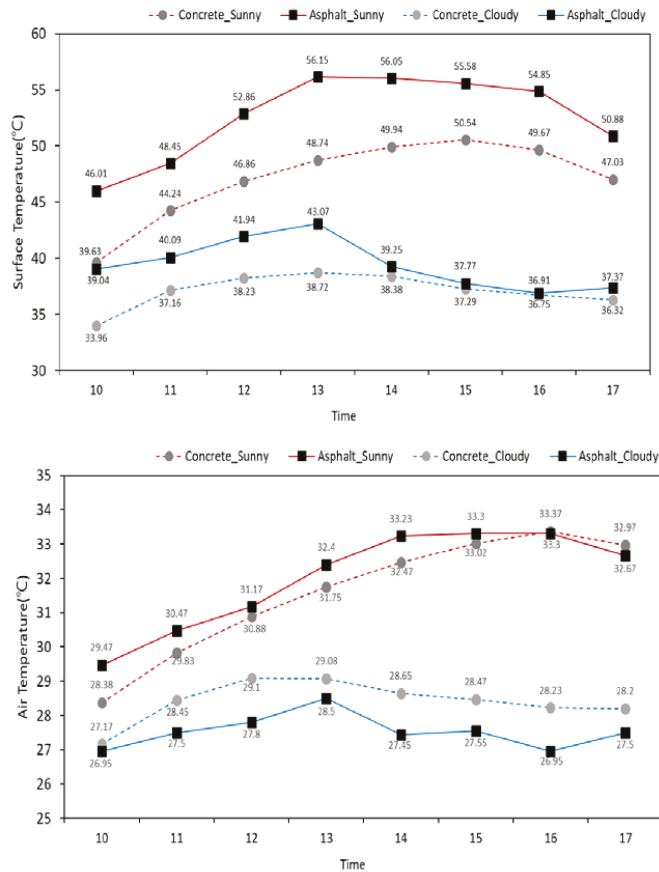 Concrete_Sunny Asphalt_Sunny Concrete_Cloudy Asphalt_Cloudy
60
55
50
45
40
35
30
Surface Temperature(℃)
46.01 48.45 52.86 56.15 56.05 55.58 54.85 50.88
39.63 44.24 46.86 48.74 49.94 50.54 49.67 47.03
39.04 40.09 41.94 43.07 39.25 37.77 36.91 37.37
33.96 37.16 38.23 38.72 38.38 37.29 36.75 36.32
10 11 12 13 14 15 16 17
Time
Concrete_Sunny Asphalt_Sunny Concrete_Cloudy Asphalt_Cloudy
35
34
33
32
31
30
29
28
27
26
25
Air Temperature(℃)
29.47 30.47 31.17 32.4 33.23 33.3 33.37 32.97
28.38 29.83 30.88 31.75 32.47 33.02 33.3 32.67
27.17 28.45 29.1 29.08 28.65 28.47 28.23 28.2
26.95 27.5 27.8 28.5 27.45 27.55 26.95 27.5
10 11 12 13 14 15 16 17
Time